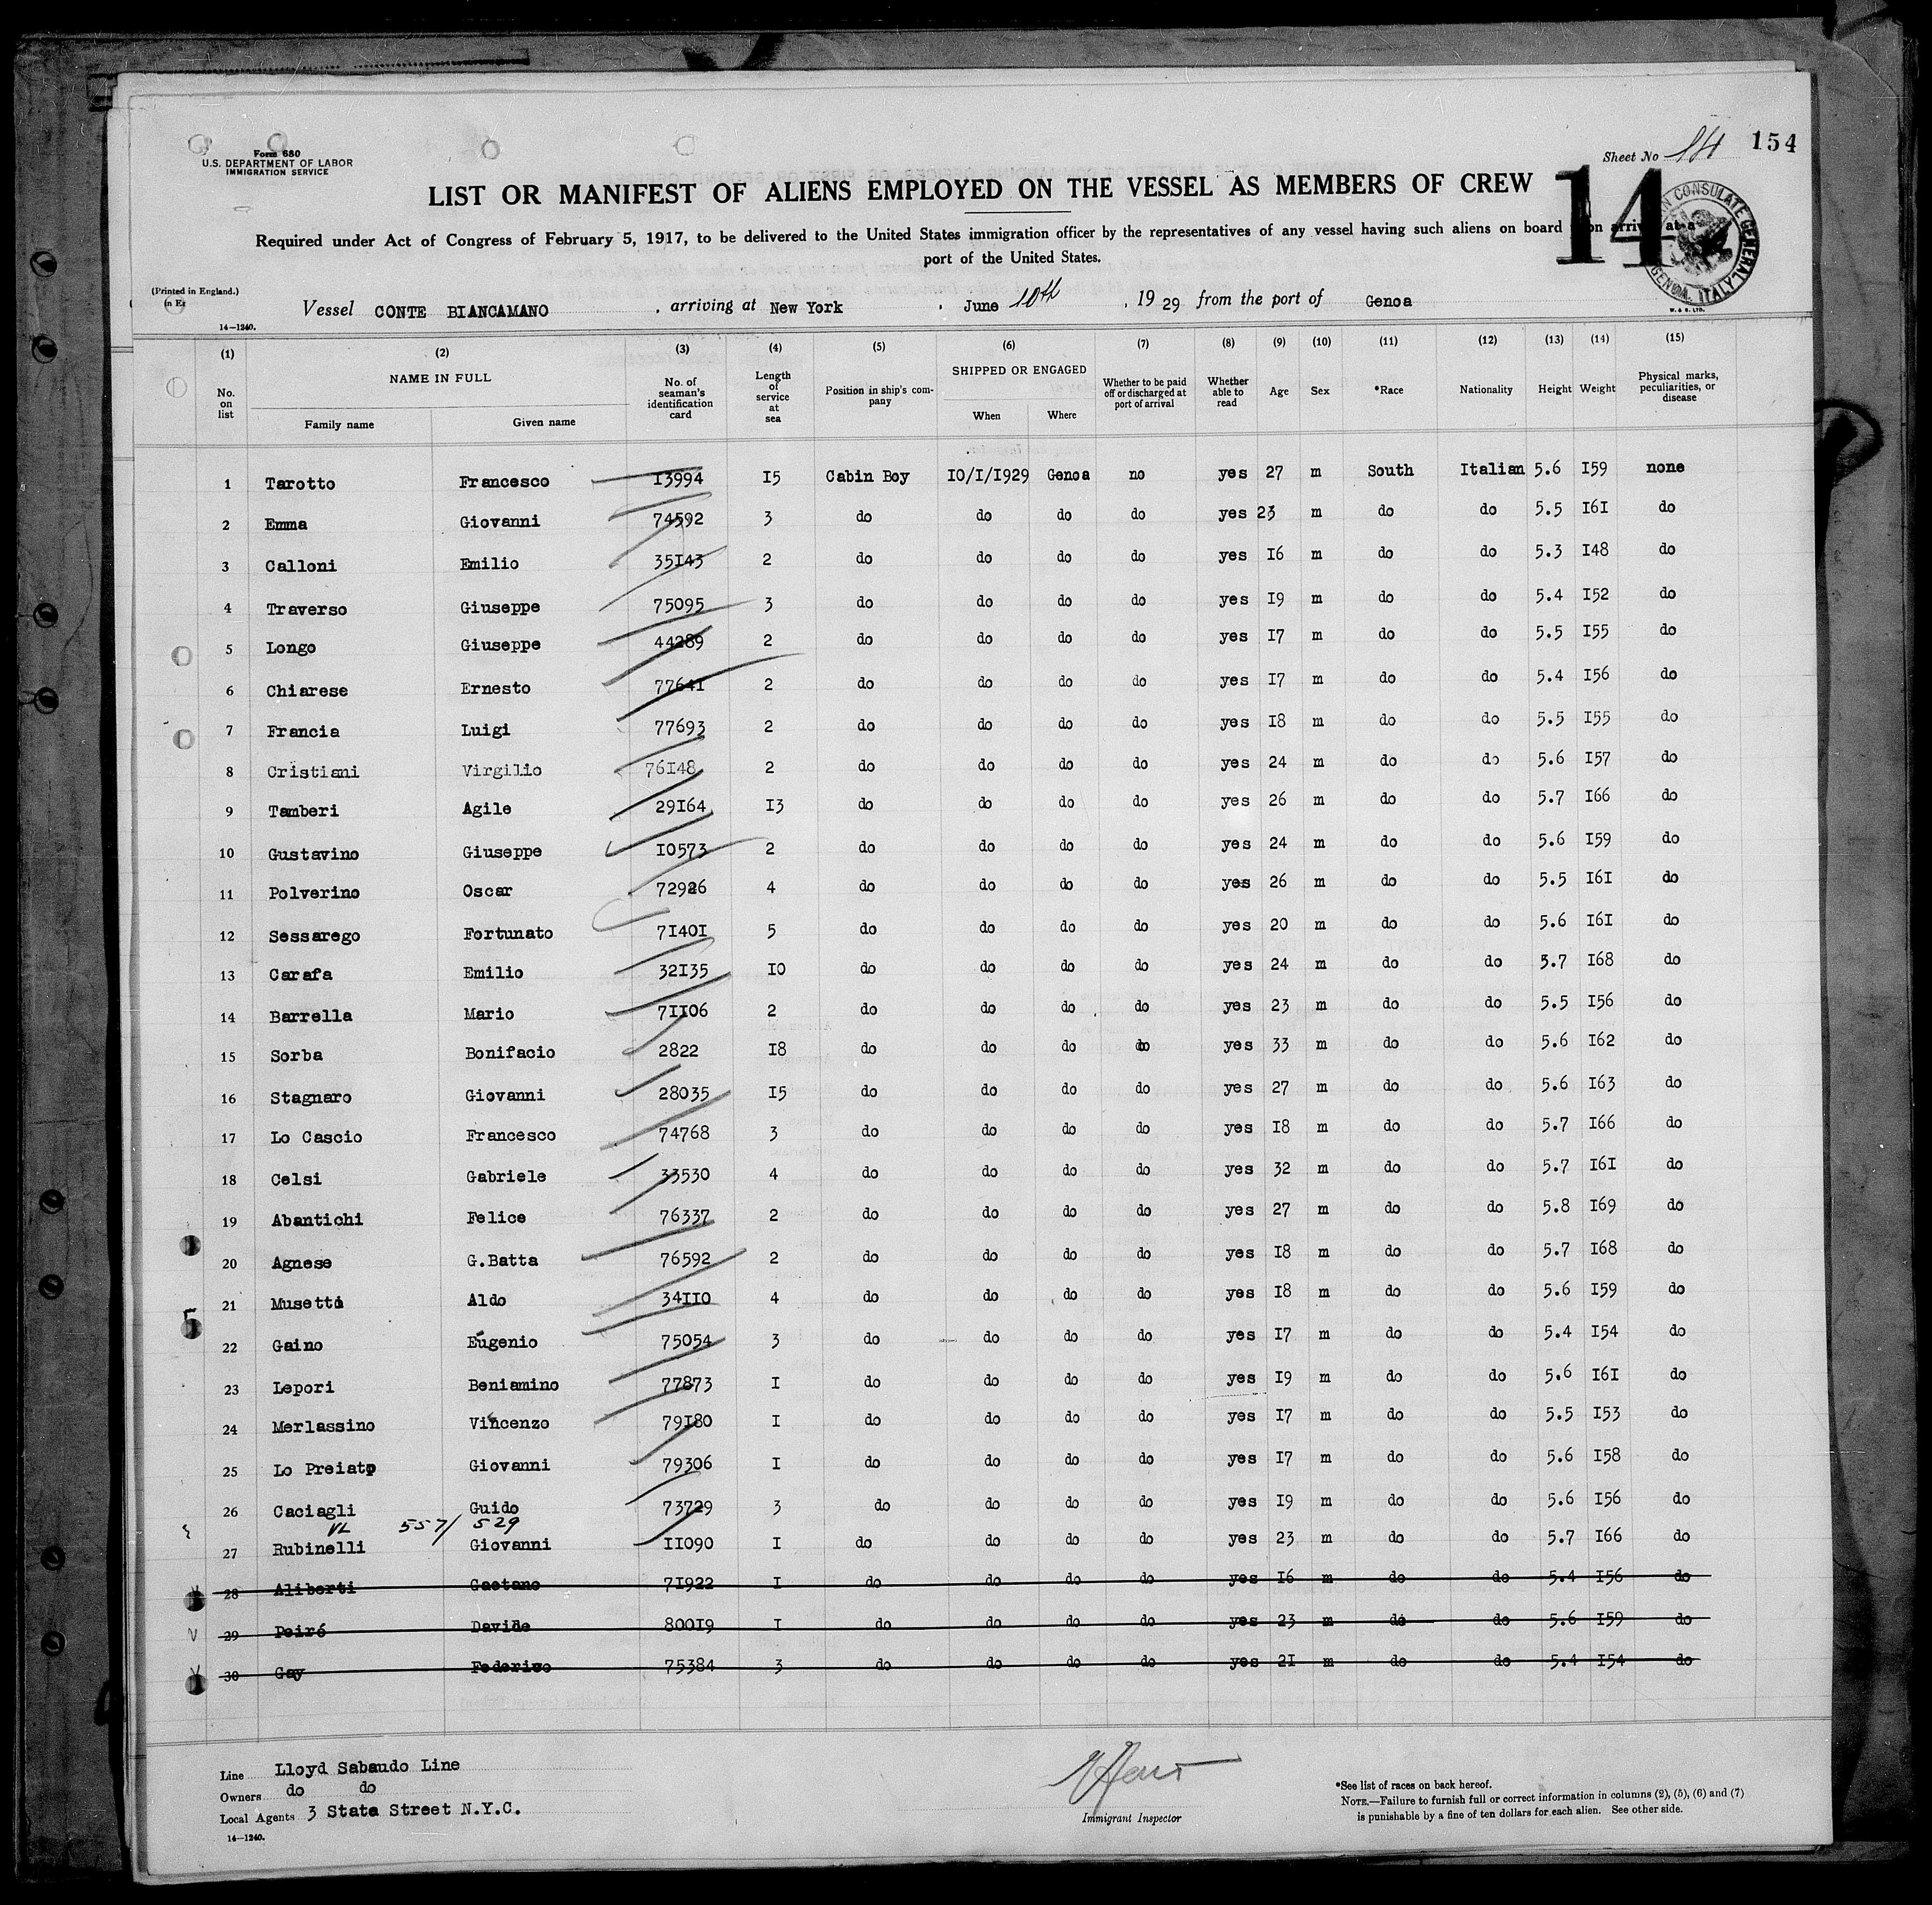 Form 680
U.S. DEPARTMENT OF LABOR
IMMIGRATION SERVICE
Sheet No 14 154
14
AMERICAN CONSULATE GENERAL GENOA, ITALY
LIST OR MANIFEST OF ALIENS EMPLOYED ON THE VESSEL AS MEMBERS OF CREW
Required under Act of Congress of February 5, 1917, to be delivered to the United States immigration officer by the representatives of any vessel having such aliens on board upon arrival at a
port of the United States.
(Printed in England.)
Vessel CONTE BIANCAMANO , arriving at New York , June 10th , 19 29 from the port of Genoa
14—1240.
W. & S. LTD.
(1) (2) (3) (4) (5) (6) (7) (8) (9) (10) (11) (12) (13) (14) (15)
No. on list NAME IN FULL Family name Given name No. of seaman's identification card Length of service at sea Position in ship's company SHIPPED OR ENGAGED When Where Whether to be paid off or discharged at port of arrival Whether able to read Age Sex *Race Nationality Height Weight Physical marks, peculiarities, or disease
1 Tarotto Francesco 13994 15 Cabin Boy 10/1/1929 Genoa no yes 27 m South Italian 5.6 159 none
2 Emma Giovanni 74592 3 do do do do yes 23 m do do 5.5 161 do
3 Calloni Emilio 35143 2 do do do do yes 16 m do do 5.3 148 do
4 Traverso Giuseppe 75095 3 do do do do yes 19 m do do 5.4 152 do
5 Longo Giuseppe 44289 2 do do do do yes 17 m do do 5.5 155 do
6 Chiarese Ernesto 77641 2 do do do do yes 17 m do do 5.4 156 do
7 Francia Luigi 77693 2 do do do do yes 18 m do do 5.5 155 do
8 Cristiani Virgilio 76148 2 do do do do yes 24 m do do 5.6 157 do
9 Tamberi Agile 29164 13 do do do do yes 26 m do do 5.7 166 do
10 Gustavino Giuseppe 10573 2 do do do do yes 24 m do do 5.6 159 do
11 Polverino Oscar 72926 4 do do do do yes 26 m do do 5.5 161 do
12 Sessarego Fortunato 71401 5 do do do do yes 20 m do do 5.6 161 do
13 Carafa Emilio 32135 10 do do do do yes 24 m do do 5.7 168 do
14 Barrella Mario 71106 2 do do do do yes 23 m do do 5.5 156 do
15 Sorba Bonifacio 2822 18 do do do do yes 33 m do do 5.6 162 do
16 Stagnaro Giovanni 28035 15 do do do do yes 27 m do do 5.6 163 do
17 Lo Cascio Francesco 74768 3 do do do do yes 18 m do do 5.7 166 do
18 Celsi Gabriele 33530 4 do do do do yes 32 m do do 5.7 161 do
19 Abantichi Felice 76337 2 do do do do yes 27 m do do 5.8 169 do
20 Agnese G.Batta 76592 2 do do do do yes 18 m do do 5.7 168 do
21 Musetti Aldo 34110 4 do do do do yes 18 m do do 5.6 159 do
5
22 Gaino Eugenio 75054 3 do do do do yes 17 m do do 5.4 154 do
23 Lepori Beniamino 77873 1 do do do do yes 19 m do do 5.6 161 do
24 Merlassino Vincenzo 79180 1 do do do do yes 17 m do do 5.5 153 do
25 Lo Preiato Giovanni 79306 1 do do do do yes 17 m do do 5.6 158 do
26 Caciagli Guido 73729 3 do do do do yes 19 m do do 5.6 156 do
VL 557/529
27 Rubinelli Giovanni 11090 1 do do do do yes 23 m do do 5.7 166 do
28 Aliberti Gaetano 71922 1 do do do do yes 16 m do do 5.4 156 do
29 Peiré Davide 80019 1 do do do do yes 23 m do do 5.6 159 do
30 Gay Federico 75384 3 do do do do yes 21 m do do 5.4 154 do
Line Lloyd Sabaudo Line
Owners do do
Local Agents 3 State Street N.Y.C.
14—1240.
Immigrant Inspector
*See list of races on back hereof.
NOTE.—Failure to furnish full or correct information in columns (2), (5), (6) and (7)
is punishable by a fine of ten dollars for each alien. See other side.